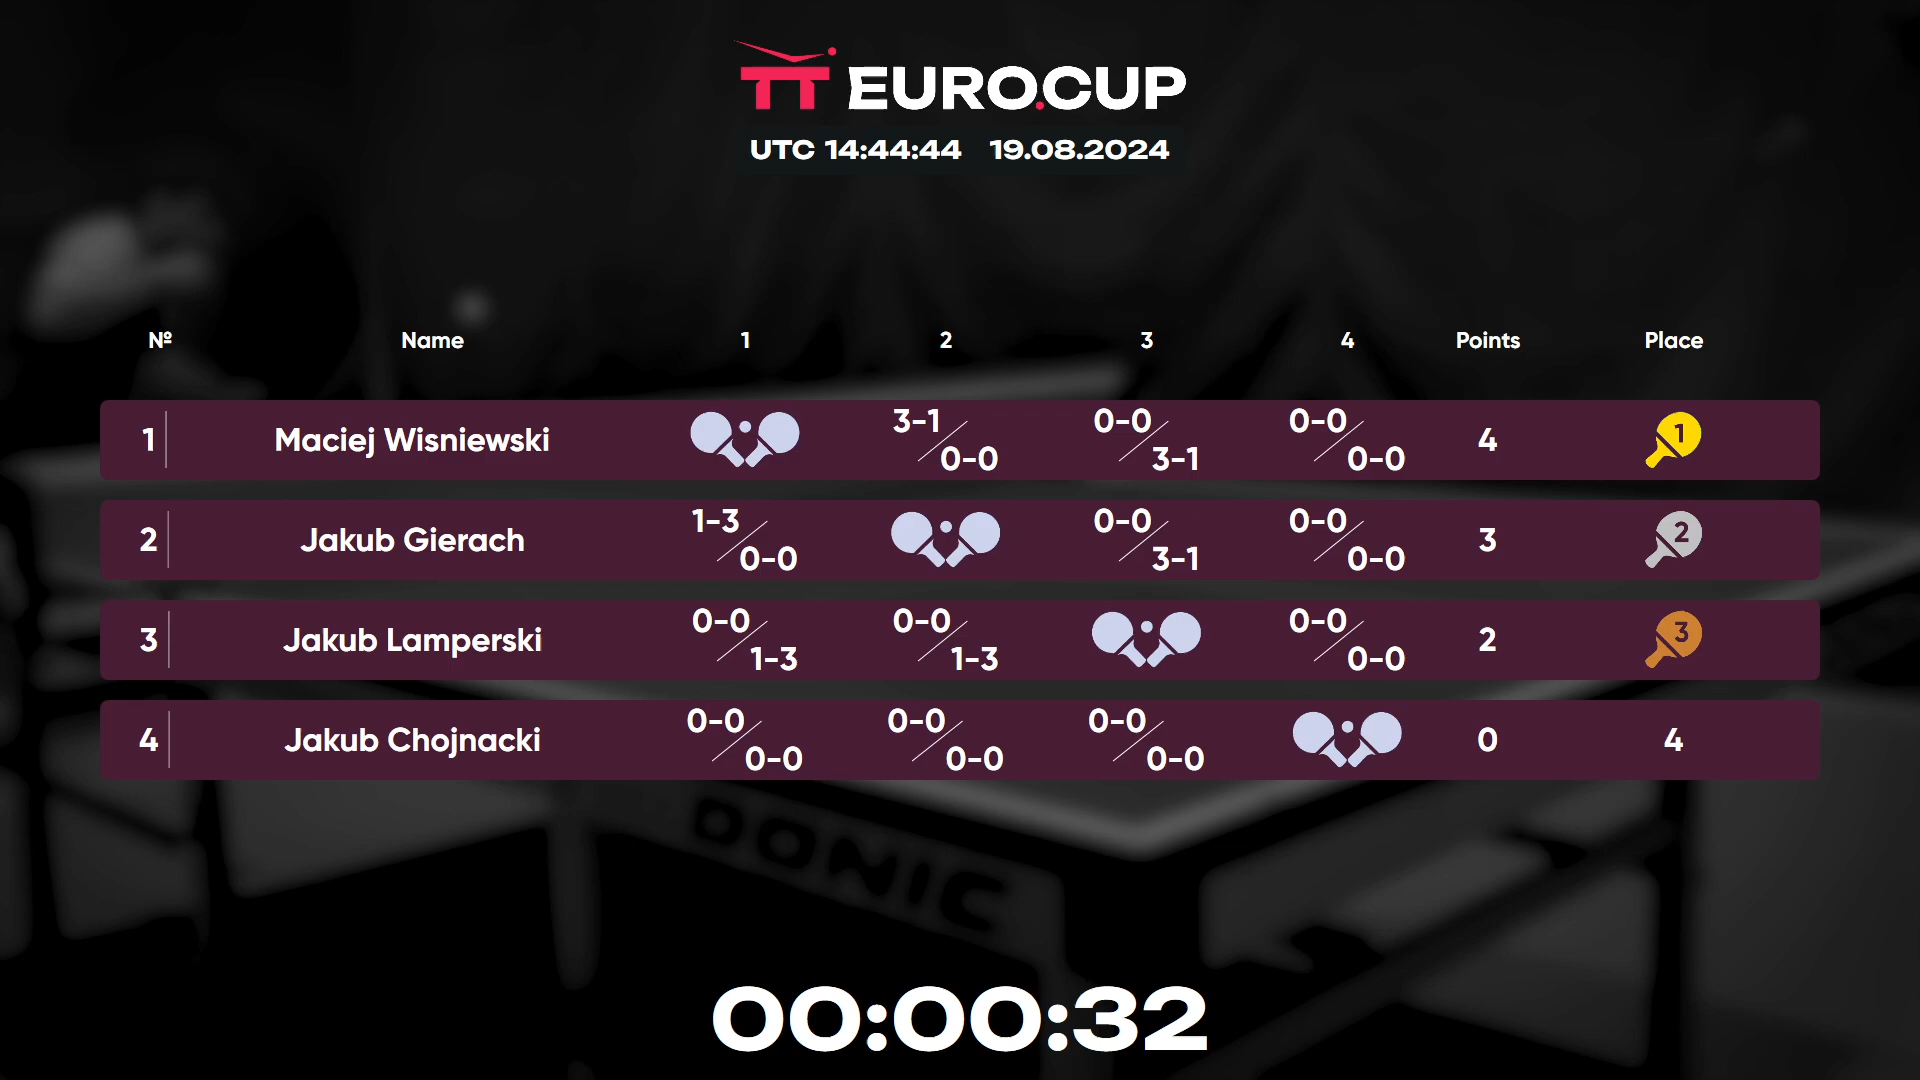 TT EURO.CUP
UTC 14:44:44 19.08.2024
Nº Name 1 2 3 4 Points Place
1 Maciej Wisniewski 3-1 / 0-0 0-0 / 3-1 0-0 / 0-0 4 1
2 Jakub Gierach 1-3 / 0-0 0-0 / 3-1 0-0 / 0-0 3 2
3 Jakub Lamperski 0-0 / 1-3 0-0 / 1-3 0-0 / 0-0 2 3
4 Jakub Chojnacki 0-0 / 0-0 0-0 / 0-0 0-0 / 0-0 0 4
DONIC
00:00:32